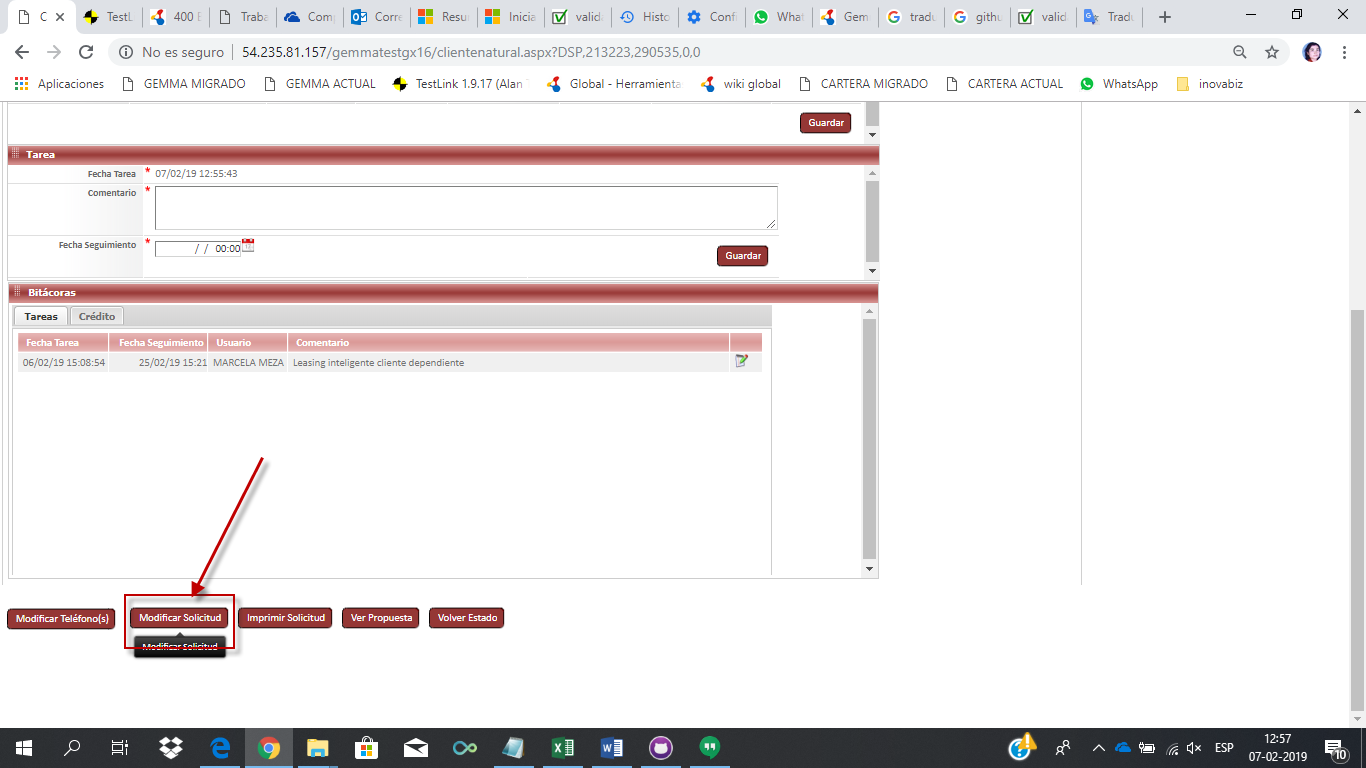 C
TestL
400 E
Traba
Com
Corre
Resu
Inicia
valid
Histo
Confi
What
Gem
tradu
githu
valid
Tradu
No es seguro
54.235.81.157/gemmatestgx16/clientenatural.aspx?DSP,213223,290535,0,0
Aplicaciones
GEMMA MIGRADO
GEMMA ACTUAL
TestLink 1.9.17 (Alan
Global - Herramienta
wiki global
CARTERA MIGRADO
CARTERA ACTUAL
WhatsApp
inovabiz
Guardar
Tarea
Fecha Tarea * 07/02/19 12:55:43
Comentario *
Fecha Seguimiento * / / 00:00
Guardar
Bitácoras
Tareas Crédito
Fecha Tarea Fecha Seguimiento Usuario Comentario
06/02/19 15:08:54 25/02/19 15:21 MARCELA MEZA Leasing inteligente cliente dependiente
Modificar Teléfono(s) Modificar Solicitud Imprimir Solicitud Ver Propuesta Volver Estado
Modificar Solicitud
ESP
12:57
07-02-2019
10